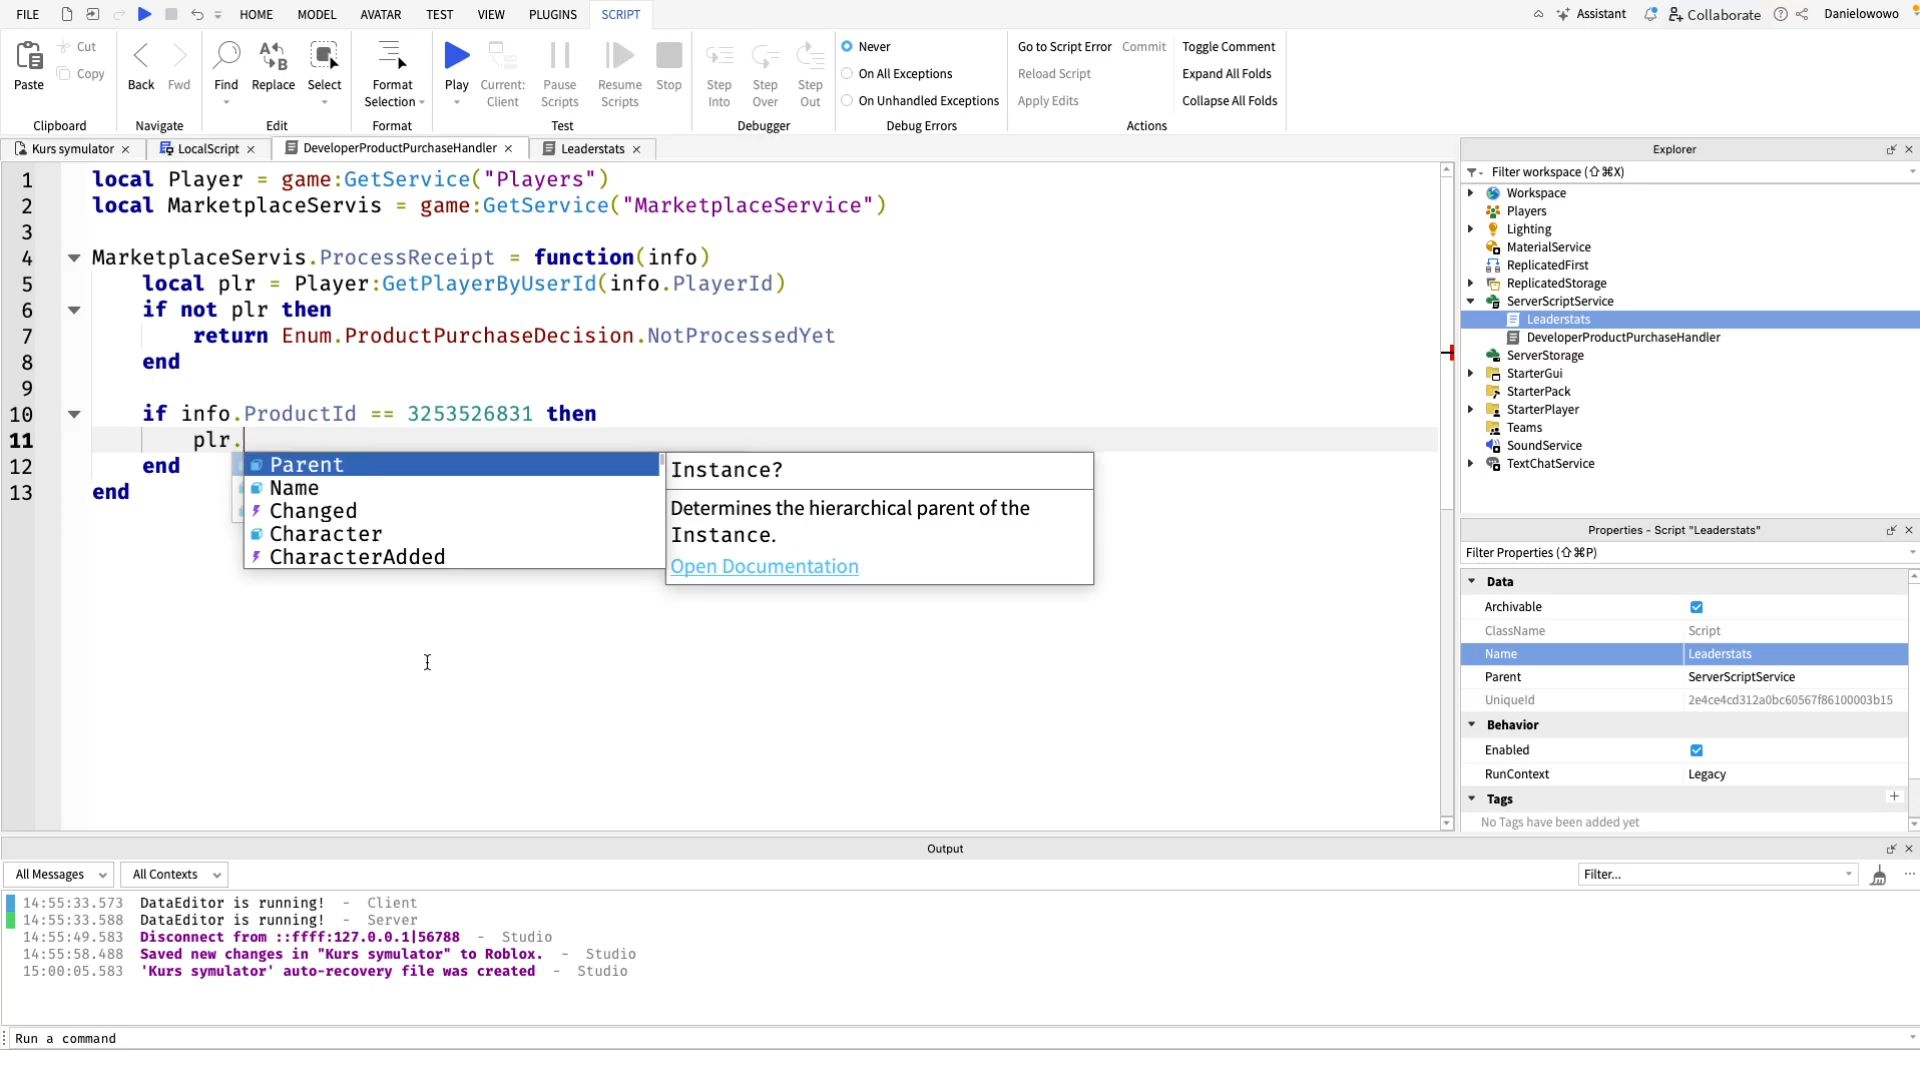 FILE HOME MODEL AVATAR TEST VIEW PLUGINS SCRIPT Assistant Collaborate Danielowowo
Paste Cut Copy Back Fwd Find Replace Select Format Selection Play Current: Client Pause Scripts Resume Scripts Stop Step Into Step Over Step Out
Never
On All Exceptions
On Unhandled Exceptions
Go to Script Error Commit Toggle Comment
Reload Script Expand All Folds
Apply Edits Collapse All Folds
Clipboard Navigate Edit Format Test Debugger Debug Errors Actions
Kurs symulator LocalScript DeveloperProductPurchaseHandler Leaderstats
1 local Player = game:GetService("Players")
2 local MarketplaceServis = game:GetService("MarketplaceService")
3
4 MarketplaceServis.ProcessReceipt = function(info)
5 local plr = Player:GetPlayerByUserId(info.PlayerId)
6 if not plr then
7 return Enum.ProductPurchaseDecision.NotProcessedYet
8 end
9
10 if info.ProductId == 3253526831 then
11 plr.
12 end
13 end
Parent
Name
Changed
Character
CharacterAdded
Instance?
Determines the hierarchical parent of the
Instance.
Open Documentation
Explorer
Filter workspace (⇧⌘X)
Workspace
Players
Lighting
MaterialService
ReplicatedFirst
ReplicatedStorage
ServerScriptService
Leaderstats
DeveloperProductPurchaseHandler
ServerStorage
StarterGui
StarterPack
StarterPlayer
Teams
SoundService
TextChatService
Properties - Script "Leaderstats"
Filter Properties (⇧⌘P)
Data
Archivable
ClassName Script
Name Leaderstats
Parent ServerScriptService
UniqueId 2e4ce4cd312a0bc60567f86100003b15
Behavior
Enabled
RunContext Legacy
Tags
No Tags have been added yet
Output
All Messages All Contexts Filter...
14:55:33.573 DataEditor is running! - Client
14:55:33.588 DataEditor is running! - Server
14:55:49.583 Disconnect from ::ffff:127.0.0.1|56788 - Studio
14:55:58.488 Saved new changes in "Kurs symulator" to Roblox. - Studio
15:00:05.583 'Kurs symulator' auto-recovery file was created - Studio
Run a command